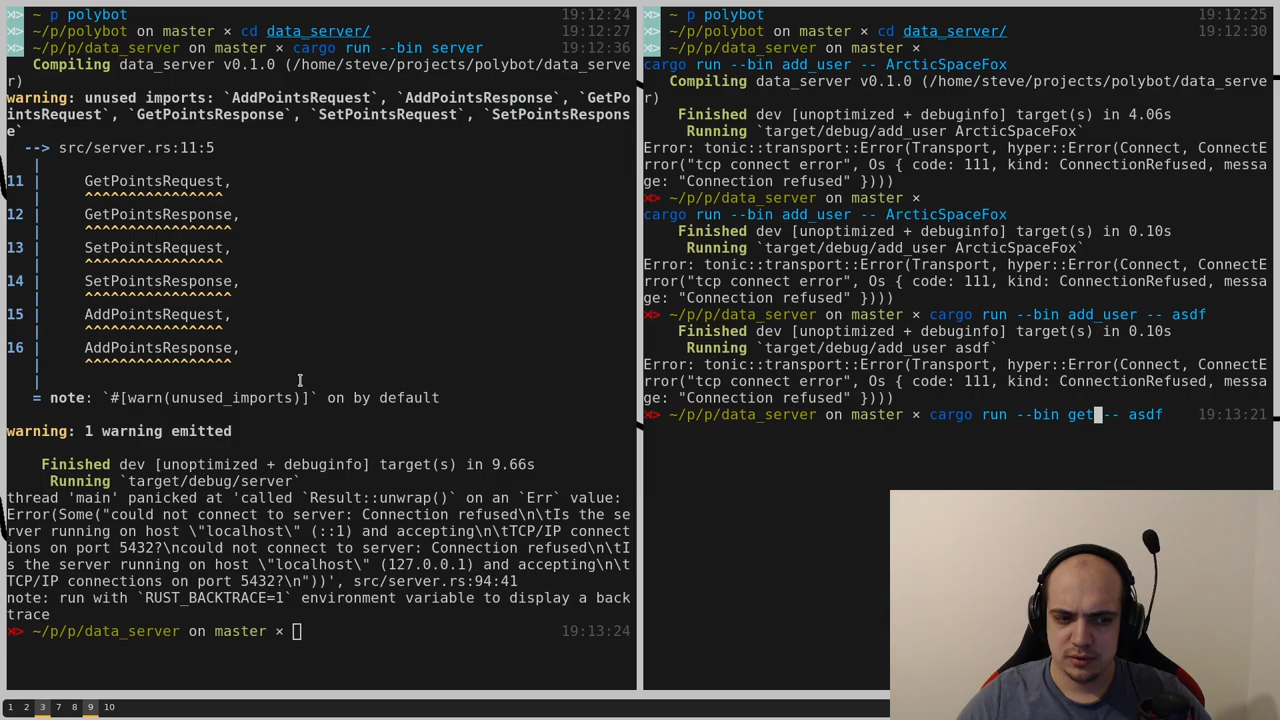 ~ p polybot 19:12:24
~/p/polybot on master × cd data_server/ 19:12:27
~/p/p/data_server on master × cargo run --bin server 19:12:36
Compiling data_server v0.1.0 (/home/steve/projects/polybot/data_serve
r)
warning: unused imports: `AddPointsRequest`, `AddPointsResponse`, `GetPo
intsRequest`, `GetPointsResponse`, `SetPointsRequest`, `SetPointsRespons
e`
--> src/server.rs:11:5
|
11 |     GetPointsRequest,
|     ^^^^^^^^^^^^^^^^
12 |     GetPointsResponse,
|     ^^^^^^^^^^^^^^^^^
13 |     SetPointsRequest,
|     ^^^^^^^^^^^^^^^^
14 |     SetPointsResponse,
|     ^^^^^^^^^^^^^^^^^
15 |     AddPointsRequest,
|     ^^^^^^^^^^^^^^^^
16 |     AddPointsResponse,
|     ^^^^^^^^^^^^^^^^^
|
= note: `#[warn(unused_imports)]` on by default
warning: 1 warning emitted
Finished dev [unoptimized + debuginfo] target(s) in 9.66s
Running `target/debug/server`
thread 'main' panicked at 'called `Result::unwrap()` on an `Err` value:
Error(Some("could not connect to server: Connection refused\n\tIs the se
rver running on host \"localhost\" (::1) and accepting\n\tTCP/IP connect
ions on port 5432?\ncould not connect to server: Connection refused\n\tI
s the server running on host \"localhost\" (127.0.0.1) and accepting\n\t
TCP/IP connections on port 5432?\n"))', src/server.rs:94:41
note: run with `RUST_BACKTRACE=1` environment variable to display a back
trace
~/p/p/data_server on master × 19:13:24
~ p polybot 19:12:25
~/p/polybot on master × cd data_server/ 19:12:30
~/p/p/data_server on master ×
cargo run --bin add_user -- ArcticSpaceFox
Compiling data_server v0.1.0 (/home/steve/projects/polybot/data_serve
r)
Finished dev [unoptimized + debuginfo] target(s) in 4.06s
Running `target/debug/add_user ArcticSpaceFox`
Error: tonic::transport::Error(Transport, hyper::Error(Connect, ConnectE
rror("tcp connect error", Os { code: 111, kind: ConnectionRefused, messa
ge: "Connection refused" })))
~/p/p/data_server on master ×
cargo run --bin add_user -- ArcticSpaceFox
Finished dev [unoptimized + debuginfo] target(s) in 0.10s
Running `target/debug/add_user ArcticSpaceFox`
Error: tonic::transport::Error(Transport, hyper::Error(Connect, ConnectE
rror("tcp connect error", Os { code: 111, kind: ConnectionRefused, messa
ge: "Connection refused" })))
~/p/p/data_server on master × cargo run --bin add_user -- asdf
Finished dev [unoptimized + debuginfo] target(s) in 0.10s
Running `target/debug/add_user asdf`
Error: tonic::transport::Error(Transport, hyper::Error(Connect, ConnectE
rror("tcp connect error", Os { code: 111, kind: ConnectionRefused, messa
ge: "Connection refused" })))
~/p/p/data_server on master × cargo run --bin get -- asdf 19:13:21
1 2 3 7 8 9 10